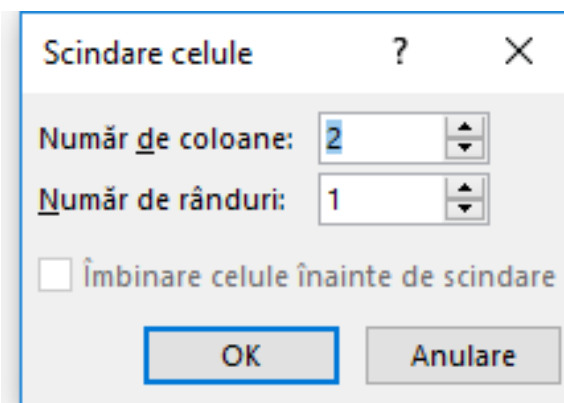 Scindare celule ?
Număr de coloane: 2
Număr de rânduri: 1
Îmbinare celule înainte de scindare
OK Anulare